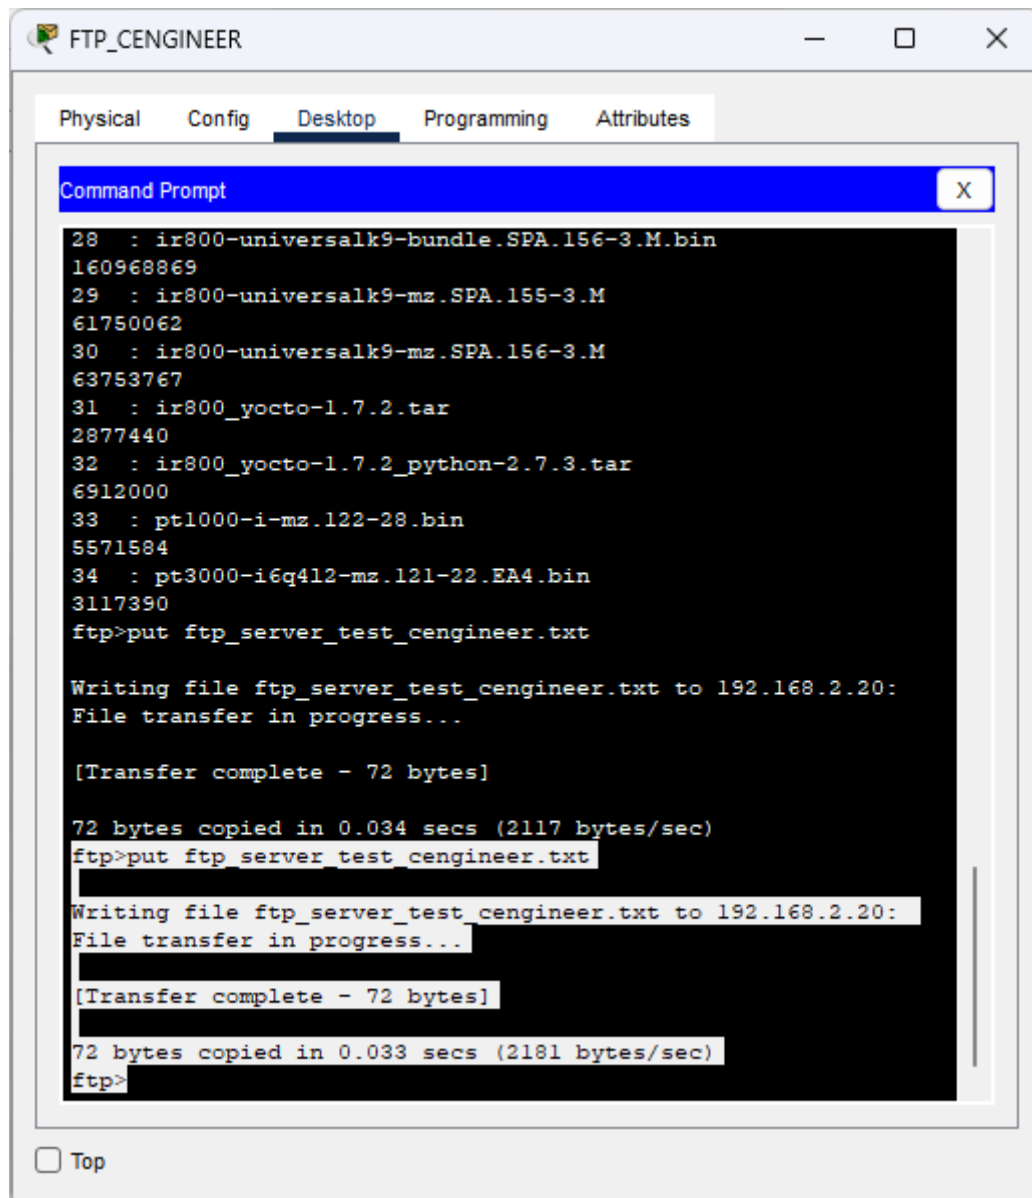 FTP_CENGINEER
Physical Config Desktop Programming Attributes
Command Prompt X
28  : ir800-universalk9-bundle.SPA.156-3.M.bin
160968869
29  : ir800-universalk9-mz.SPA.155-3.M
61750062
30  : ir800-universalk9-mz.SPA.156-3.M
63753767
31  : ir800_yocto-1.7.2.tar
2877440
32  : ir800_yocto-1.7.2_python-2.7.3.tar
6912000
33  : pt1000-i-mz.122-28.bin
5571584
34  : pt3000-i6q4l2-mz.121-22.EA4.bin
3117390
ftp>put ftp_server_test_cengineer.txt
Writing file ftp_server_test_cengineer.txt to 192.168.2.20:
File transfer in progress...
[Transfer complete - 72 bytes]
72 bytes copied in 0.034 secs (2117 bytes/sec)
ftp>put ftp_server_test_cengineer.txt
Writing file ftp_server_test_cengineer.txt to 192.168.2.20:
File transfer in progress...
[Transfer complete - 72 bytes]
72 bytes copied in 0.033 secs (2181 bytes/sec)
ftp>
Top